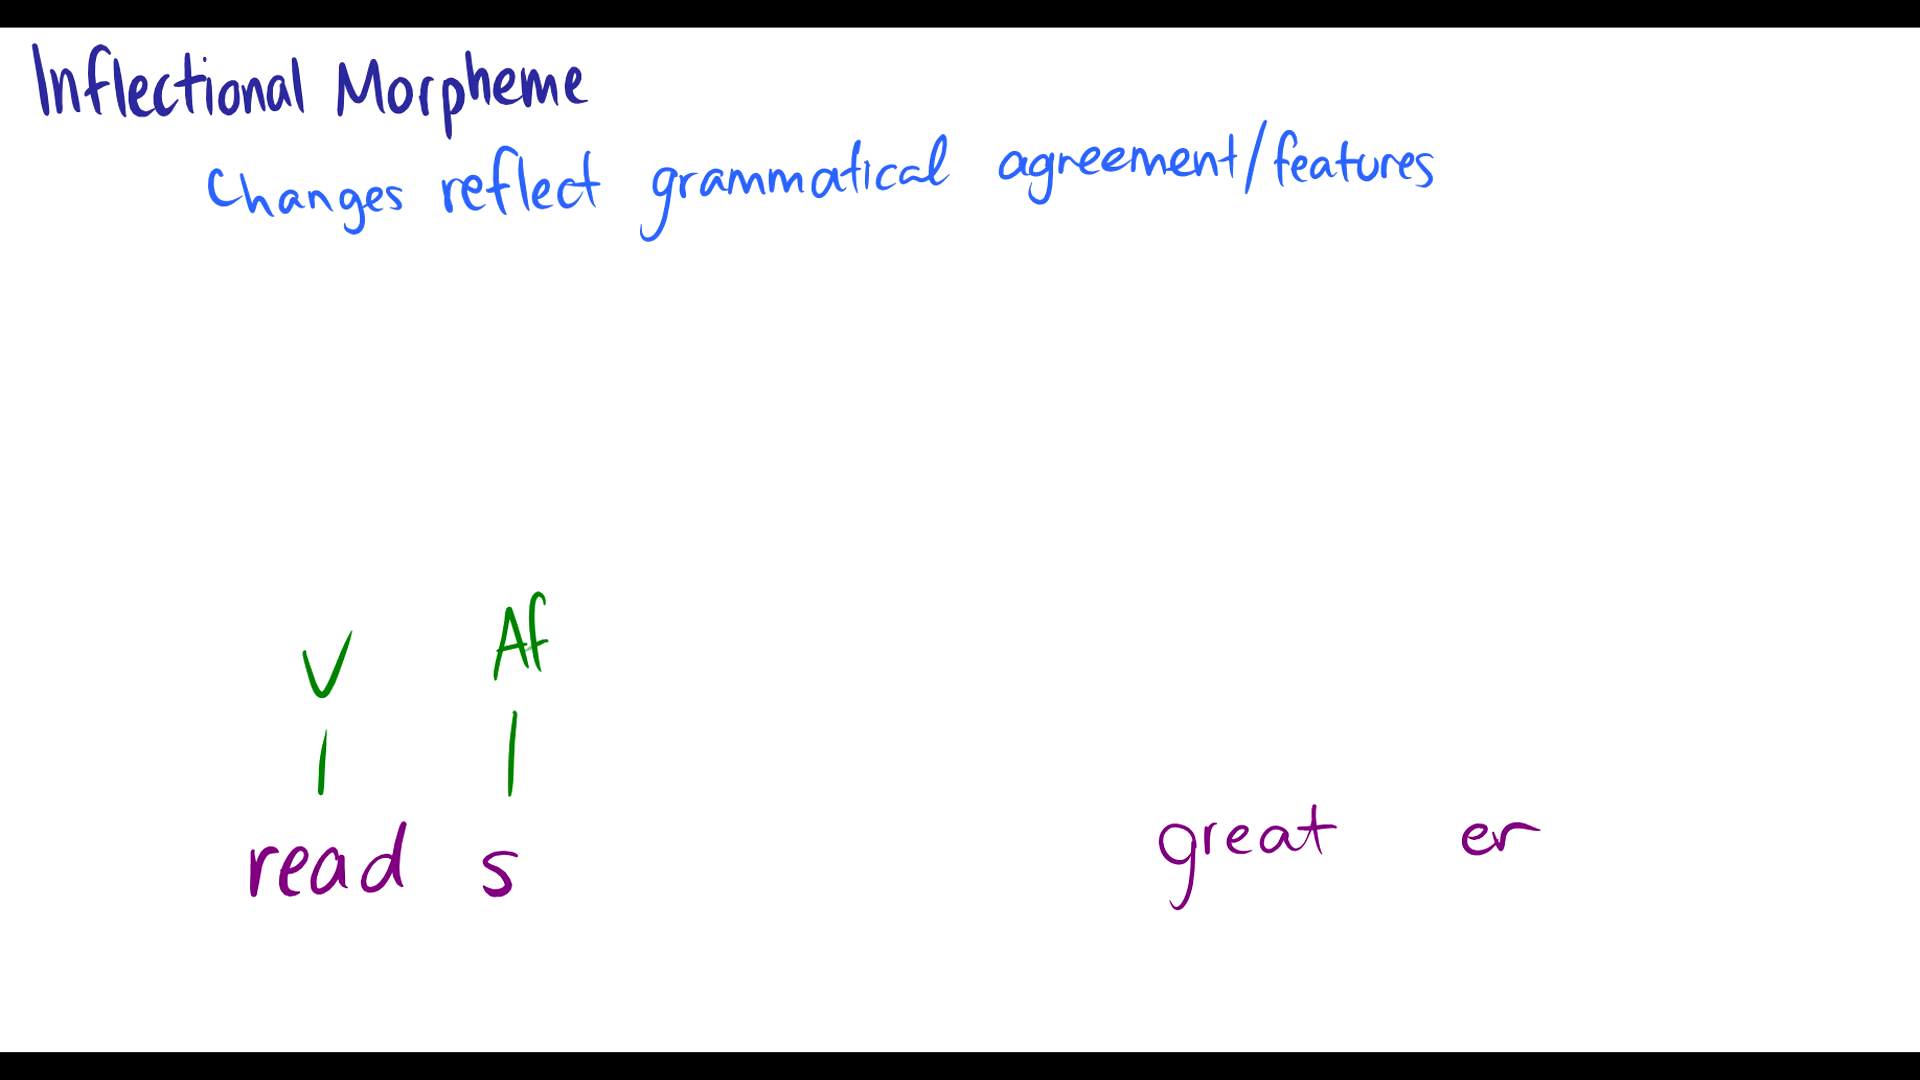 Inflectional Morpheme
Changes reflect grammatical agreement/features
V Af
read s great er